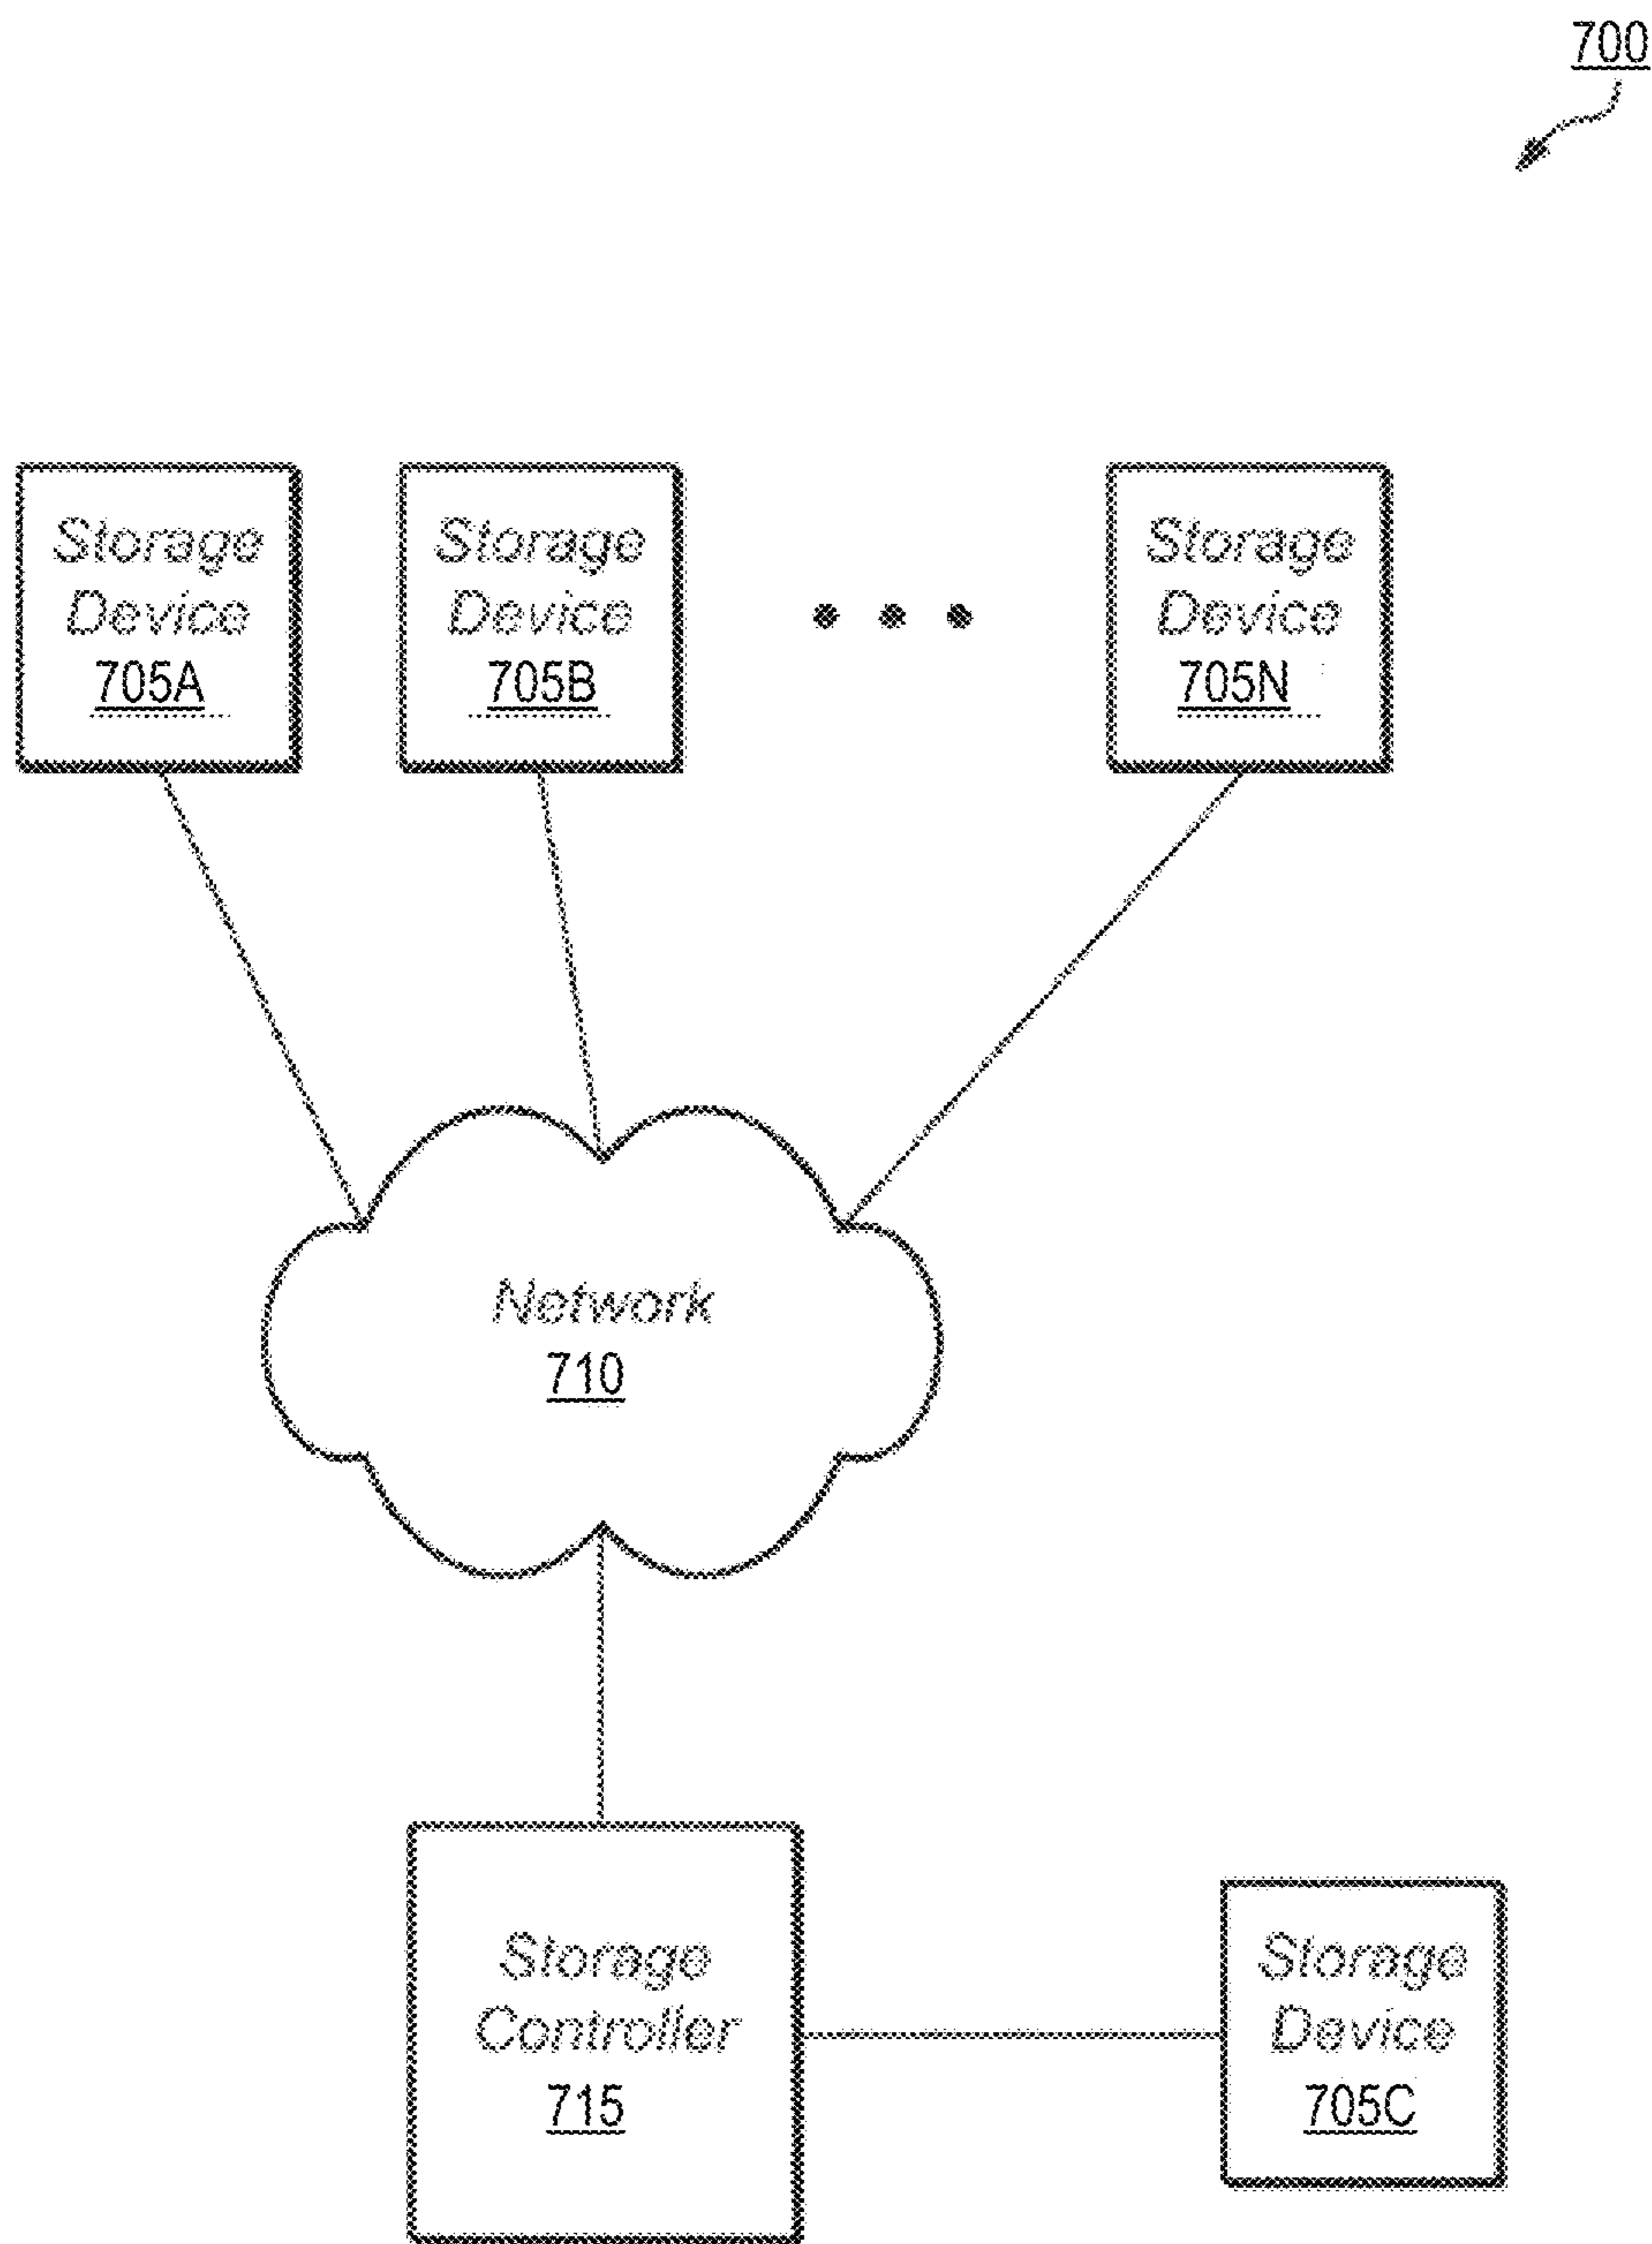 700
Storage
Device
705A
Storage
Device
705B
Storage
Device
705N
Network
710
Storage
Controller
715
Storage
Device
705C